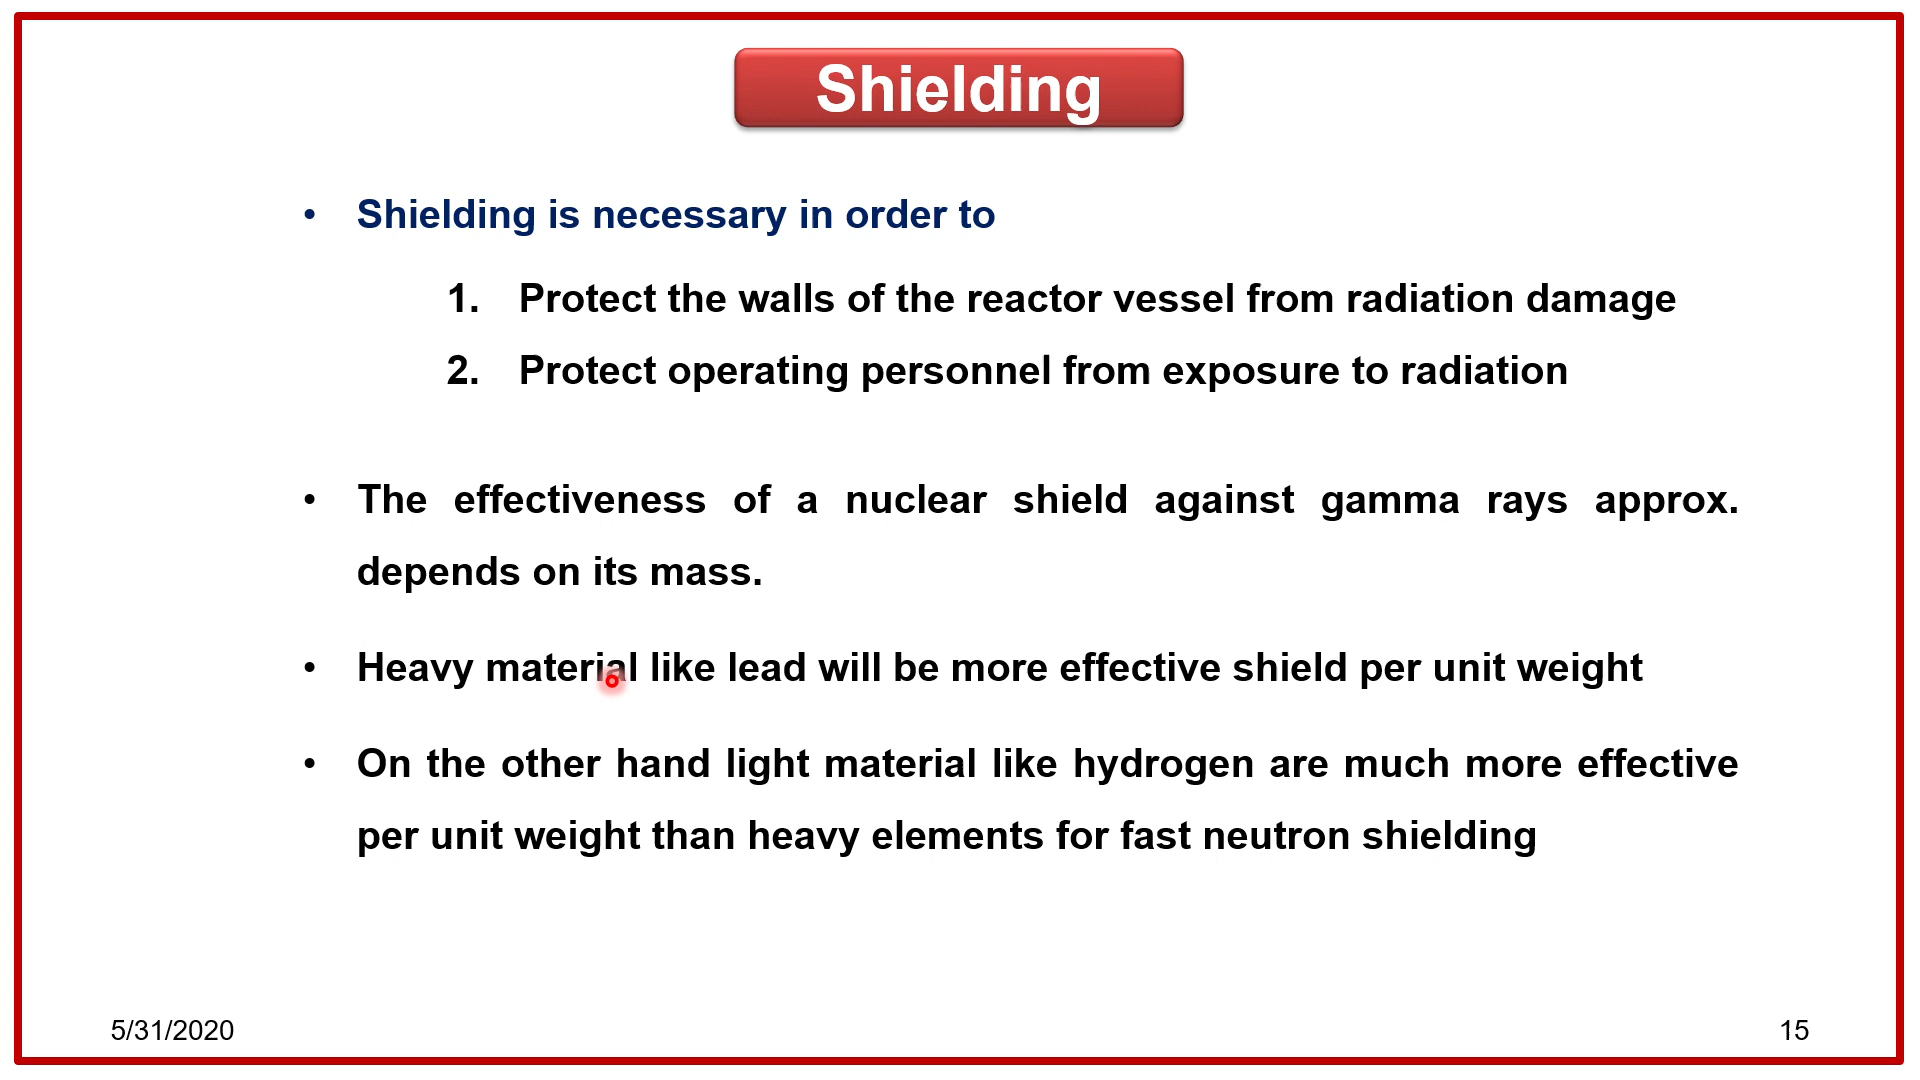 Shielding
• Shielding is necessary in order to
1. Protect the walls of the reactor vessel from radiation damage
2. Protect operating personnel from exposure to radiation
• The effectiveness of a nuclear shield against gamma rays approx.
depends on its mass.
• Heavy material like lead will be more effective shield per unit weight
• On the other hand light material like hydrogen are much more effective
per unit weight than heavy elements for fast neutron shielding
5/31/2020
15